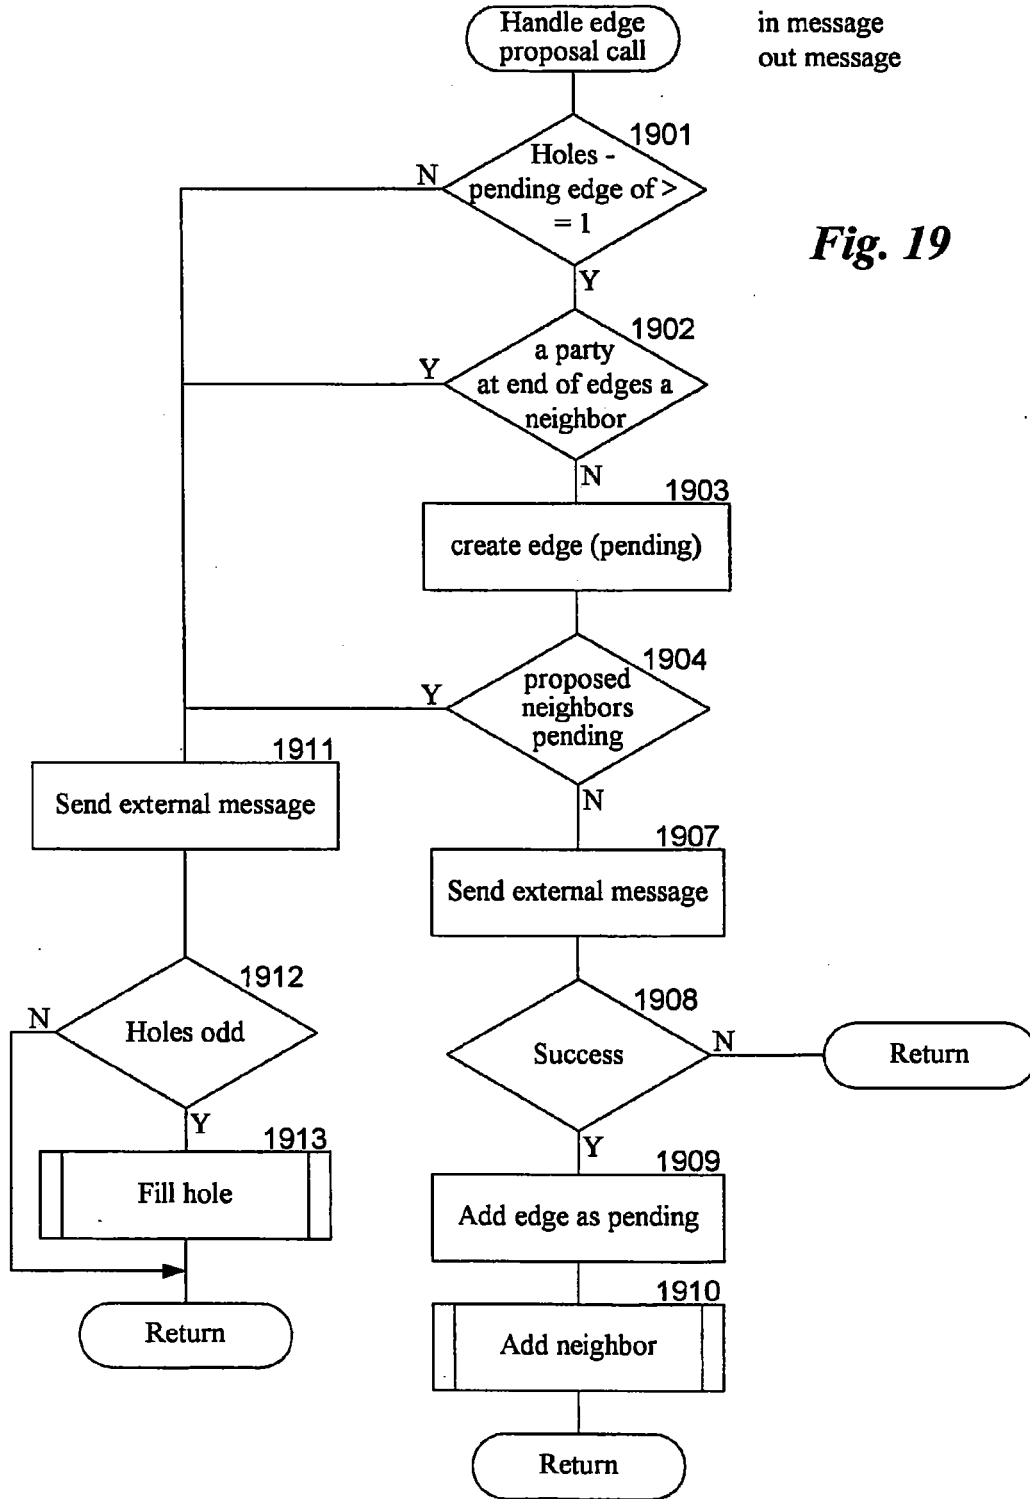 Handle edge
proposal call
in message
out message
1901
Holes -
pending edge of >
= 1
N
Y
Fig. 19
1902
a party
at end of edges a
neighbor
Y
N
1903
create edge (pending)
1904
proposed
neighbors
pending
Y
N
1911
Send external message
1907
Send external message
1912
Holes odd
N
Y
1908
Success
N
Return
Y
1913
Fill hole
1909
Add edge as pending
1910
Add neighbor
Return
Return